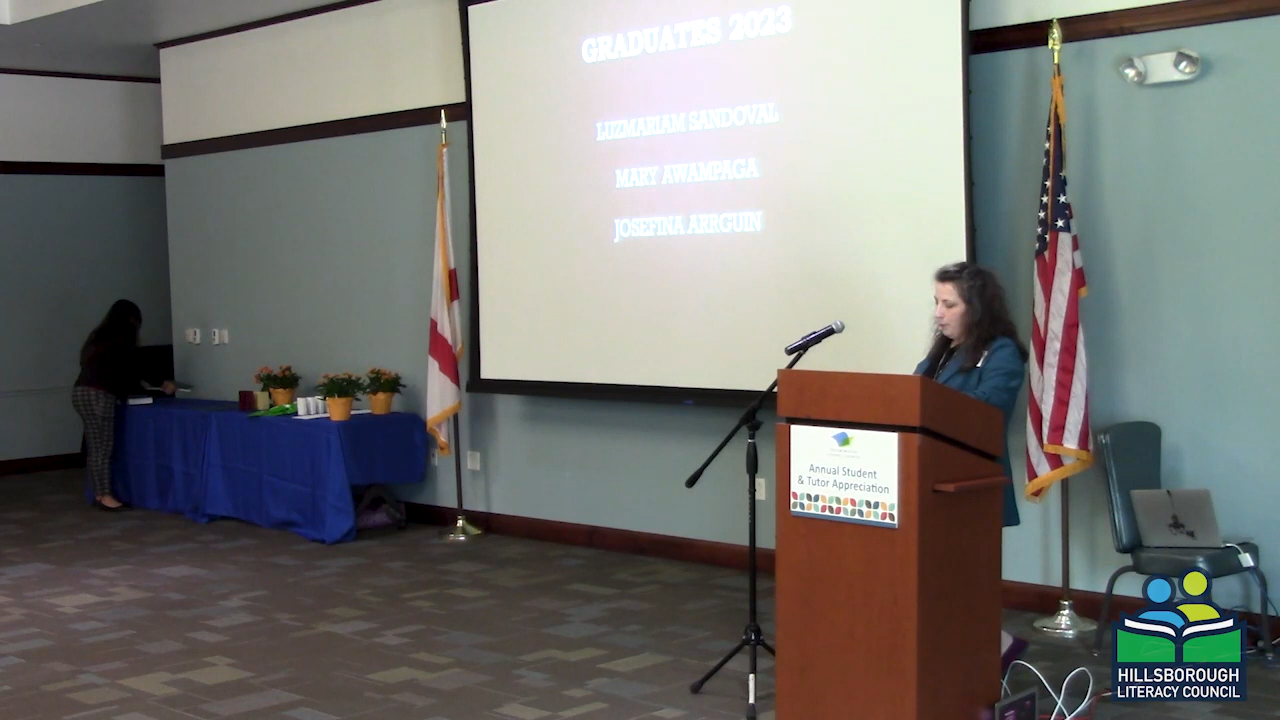 GRADUATES 2023
LUZMARIAM SANDOVAL
MARY AWAMPAGA
JOSEFINA ARRGUIN
Annual Student
& Tutor Appreciation
HILLSBOROUGH
LITERACY COUNCIL